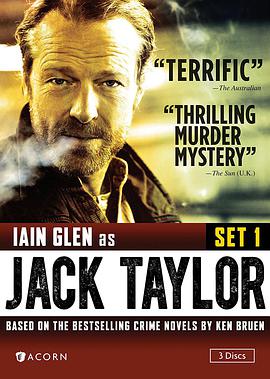 "TERRIFIC"
—The Australian
"THRILLING
MURDER
MYSTERY"
—The Sun (U.K.)
IAIN GLEN as
SET 1
JACK TAYLOR
BASED ON THE BESTSELLING CRIME NOVELS BY KEN BRUEN
ACORN
3 Discs